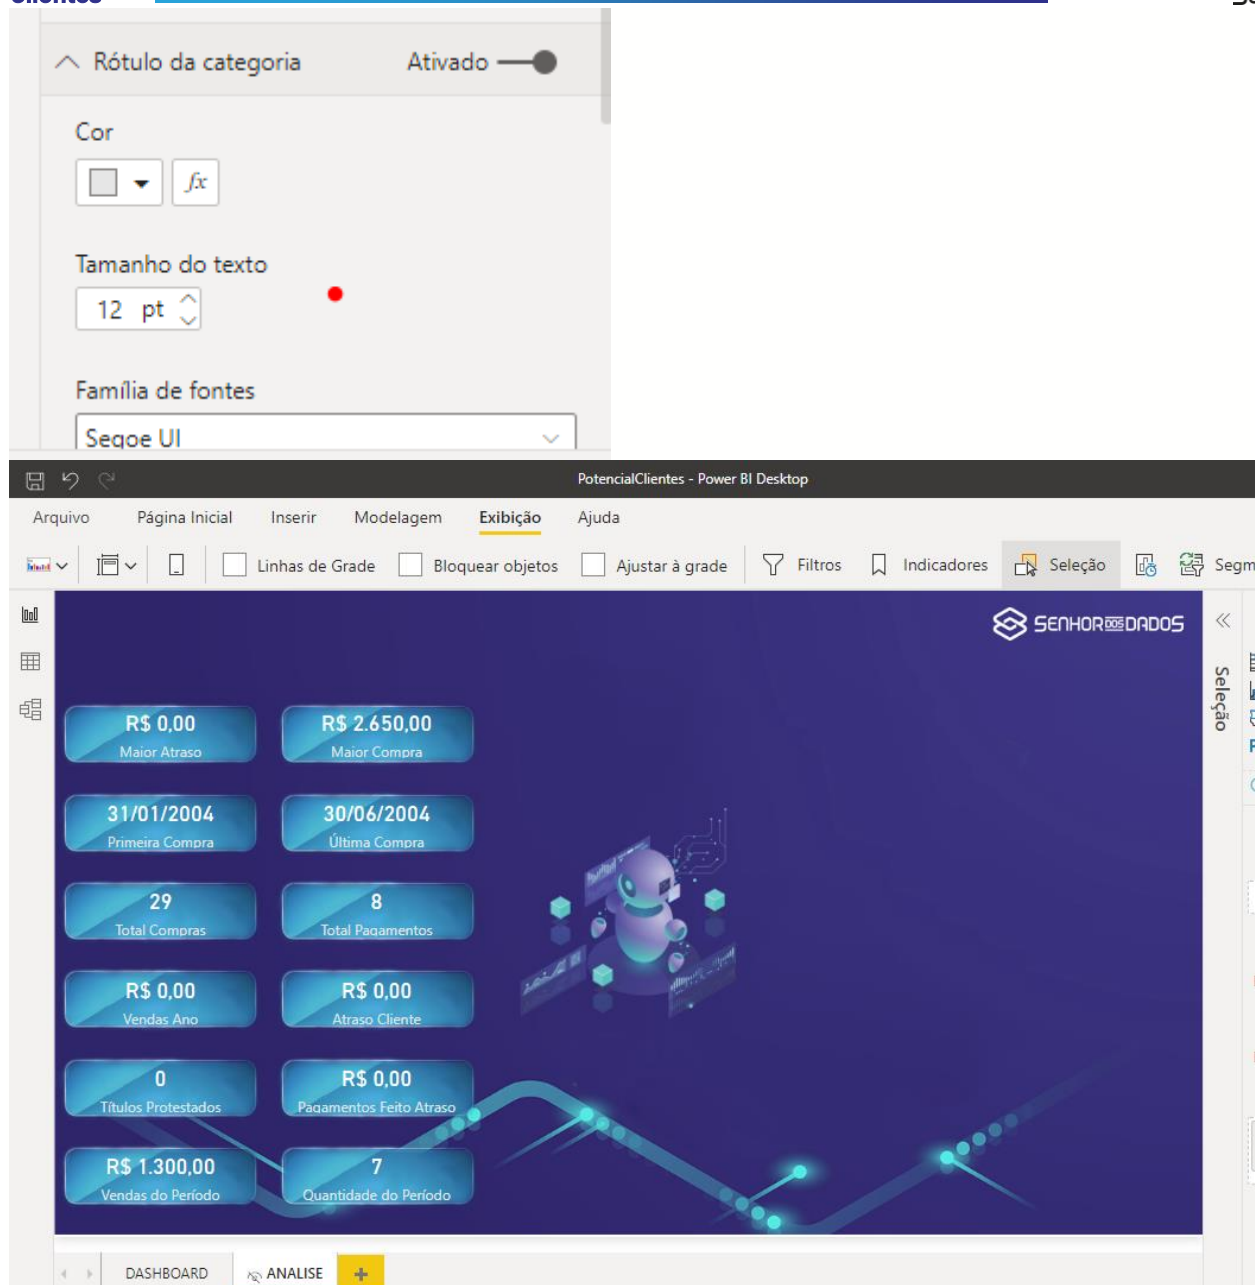 Clientes
Rótulo da categoria Ativado
Cor
fx
Tamanho do texto
12 pt
Família de fontes
Segoe UI
PotencialClientes - Power BI Desktop
Arquivo Página Inicial Inserir Modelagem Exibição Ajuda
Linhas de Grade Bloquear objetos Ajustar à grade Filtros Indicadores Seleção Segm
SENHOR DOS DADOS
Seleção
R$ 0,00 R$ 2.650,00
Maior Atraso Maior Compra
31/01/2004 30/06/2004
Primeira Compra Última Compra
29 8
Total Compras Total Pagamentos
R$ 0,00 R$ 0,00
Vendas Ano Atraso Cliente
0 R$ 0,00
Títulos Protestados Pagamentos Feito Atraso
R$ 1.300,00 7
Vendas do Período Quantidade do Período
DASHBOARD ANALISE +